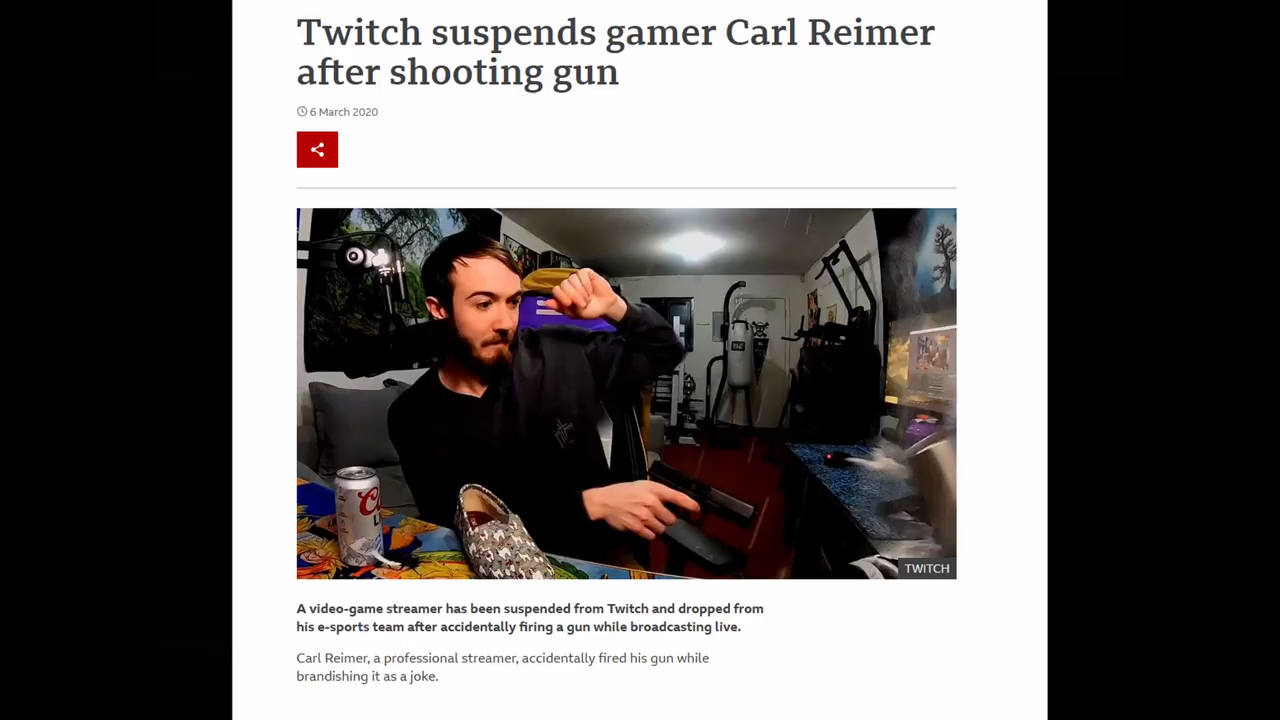 Twitch suspends gamer Carl Reimer
after shooting gun
6 March 2020
TWITCH
A video-game streamer has been suspended from Twitch and dropped from
his e-sports team after accidentally firing a gun while broadcasting live.
Carl Reimer, a professional streamer, accidentally fired his gun while
brandishing it as a joke.